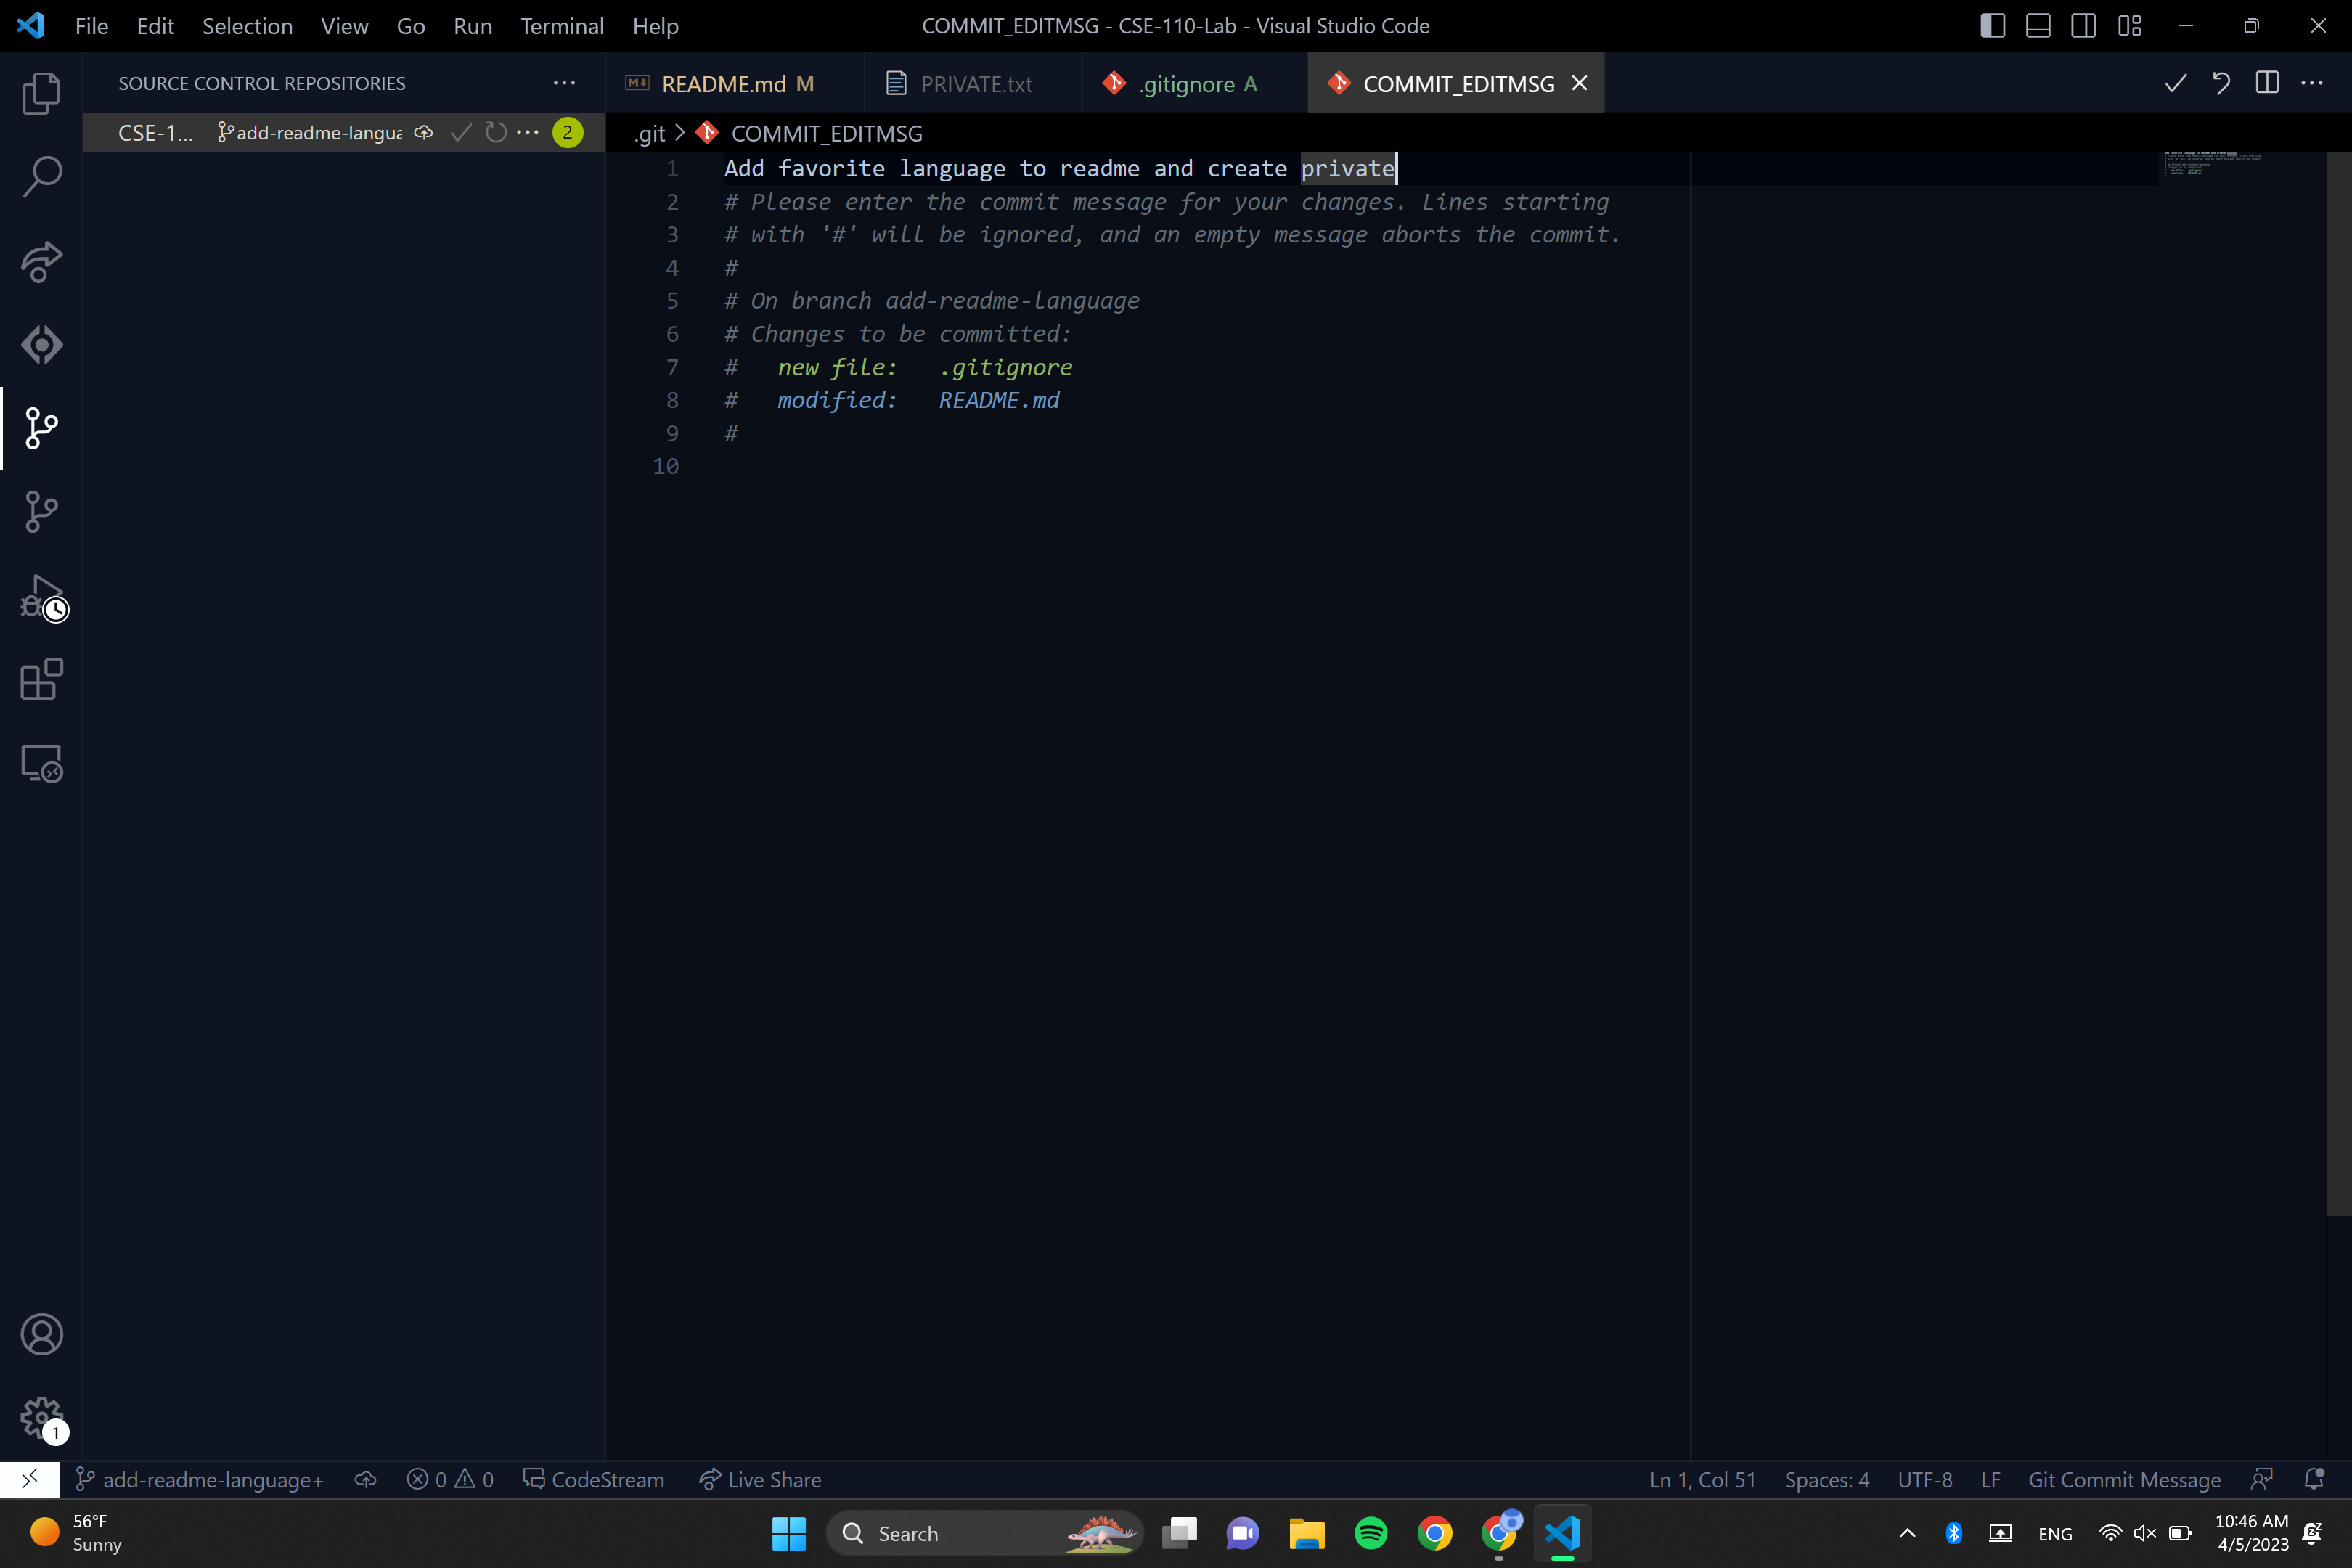 File Edit Selection View Go Run Terminal Help
COMMIT_EDITMSG - CSE-110-Lab - Visual Studio Code
SOURCE CONTROL REPOSITORIES
README.md M
PRIVATE.txt
.gitignore A
COMMIT_EDITMSG
CSE-1... add-readme-langua 2
.git > COMMIT_EDITMSG
1 Add favorite language to readme and create private
2 # Please enter the commit message for your changes. Lines starting
3 # with '#' will be ignored, and an empty message aborts the commit.
4 #
5 # On branch add-readme-language
6 # Changes to be committed:
7 # new file: .gitignore
8 # modified: README.md
9 #
10
1
add-readme-language+ 0 0 CodeStream Live Share
Ln 1, Col 51 Spaces: 4 UTF-8 LF Git Commit Message
56°F
Sunny
Search
ENG
10:46 AM
4/5/2023